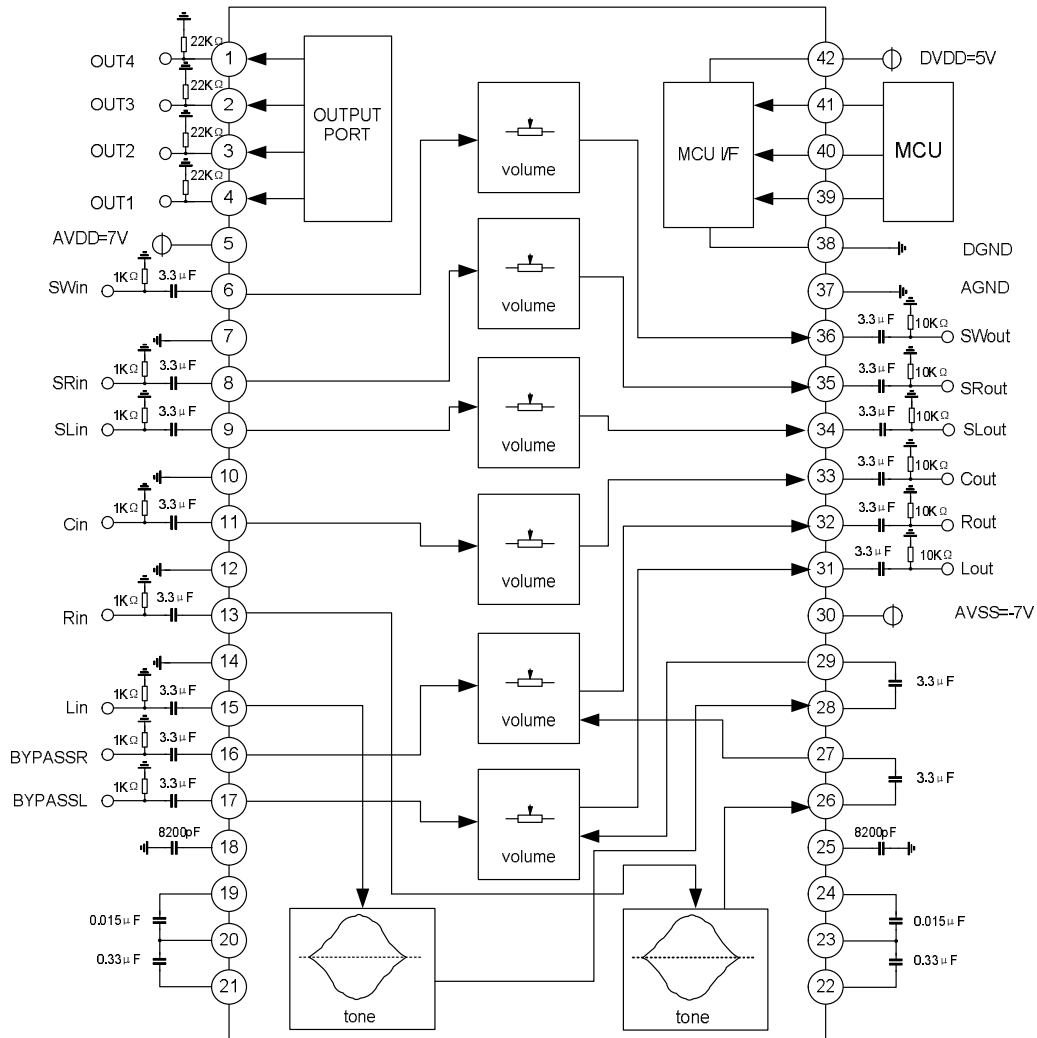 22KΩ
OUT4
1
22KΩ
OUT3
2
22KΩ
OUT2
3
22KΩ
OUT1
4
OUTPUT
PORT
AVDD=7V
5
1KΩ
3.3μF
SWin
6
7
1KΩ
3.3μF
SRin
8
1KΩ
3.3μF
SLin
9
10
1KΩ
3.3μF
Cin
11
12
1KΩ
3.3μF
Rin
13
14
1KΩ
3.3μF
Lin
15
1KΩ
3.3μF
BYPASSR
16
1KΩ
3.3μF
BYPASSL
17
8200pF
18
19
0.015μF
20
0.33μF
21
volume
volume
volume
volume
volume
volume
tone
tone
42
DVDD=5V
41
MCU I/F
40
MCU
39
38
DGND
37
AGND
36
3.3μF
10KΩ
SWout
35
3.3μF
10KΩ
SRout
34
3.3μF
10KΩ
SLout
33
3.3μF
10KΩ
Cout
32
3.3μF
10KΩ
Rout
31
3.3μF
10KΩ
Lout
30
AVSS=-7V
29
3.3μF
28
27
3.3μF
26
8200pF
25
24
0.015μF
23
0.33μF
22